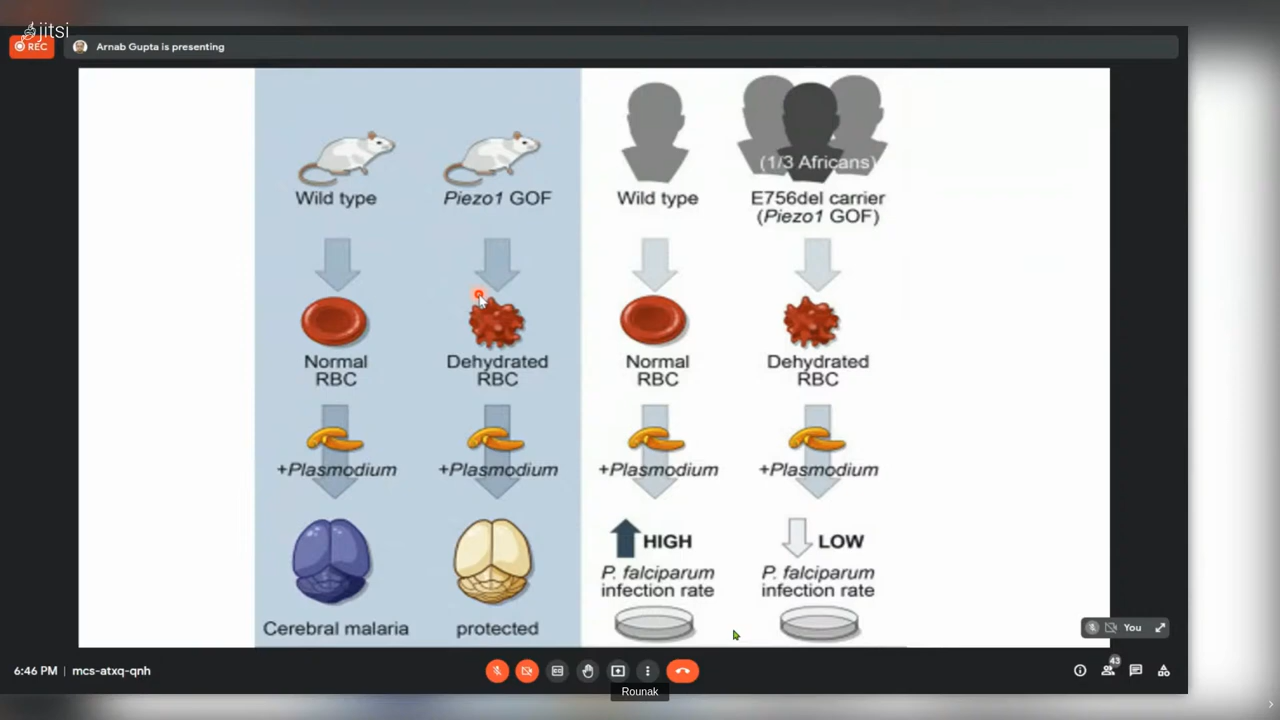 jitsi
REC
Arnab Gupta is presenting
(1/3 Africans)
Wild type
Piezo1 GOF
Wild type
E756del carrier
(Piezo1 GOF)
Normal
RBC
Dehydrated
RBC
Normal
RBC
Dehydrated
RBC
+Plasmodium
+Plasmodium
+Plasmodium
+Plasmodium
HIGH
P. falciparum
infection rate
LOW
P. falciparum
infection rate
Cerebral malaria
protected
You
6:46 PM | mcs-atxq-qnh
43
Rounak